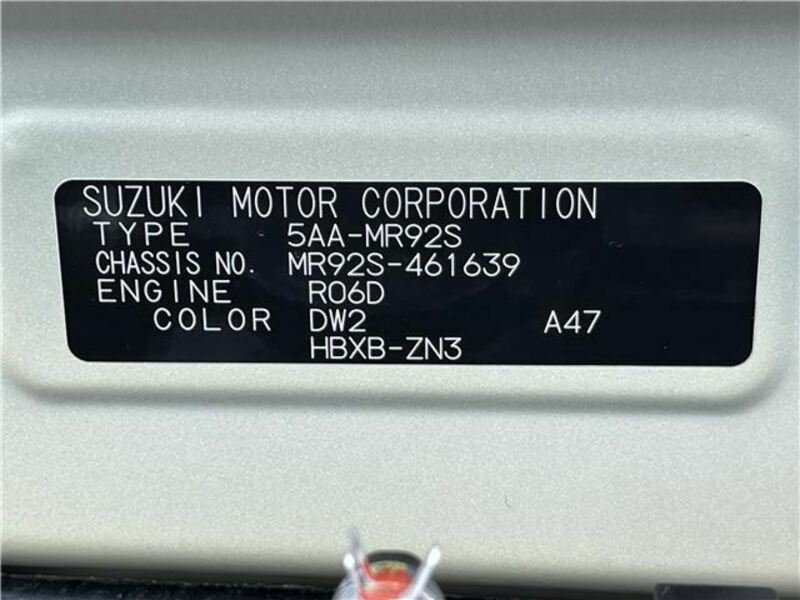 SUZUKI MOTOR CORPORATION
TYPE 5AA-MR92S
CHASSIS NO. MR92S-461639
ENGINE R06D
COLOR DW2 A47
HBXB-ZN3